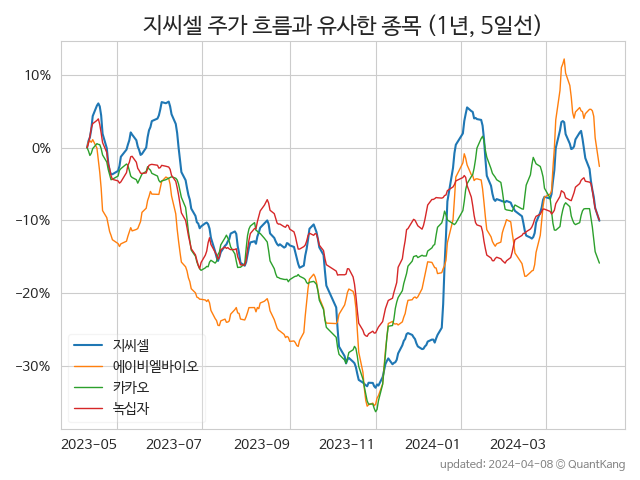 지씨셀 주가 흐름과 유사한 종목 (1년, 5일선)
10%
0%
−10%
−20%
−30%
지씨셀
에이비엘바이오
카카오
녹십자
2023-05 2023-07 2023-09 2023-11 2024-01 2024-03
updated: 2024-04-08 © QuantKang